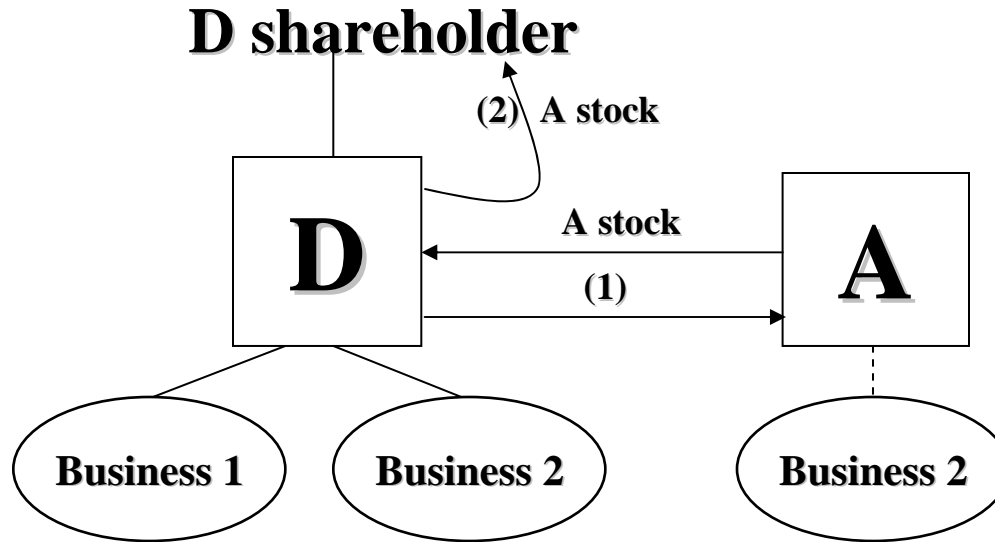 D shareholder
(2) A stock
D
A stock
(1)
A
Business 1
Business 2
Business 2